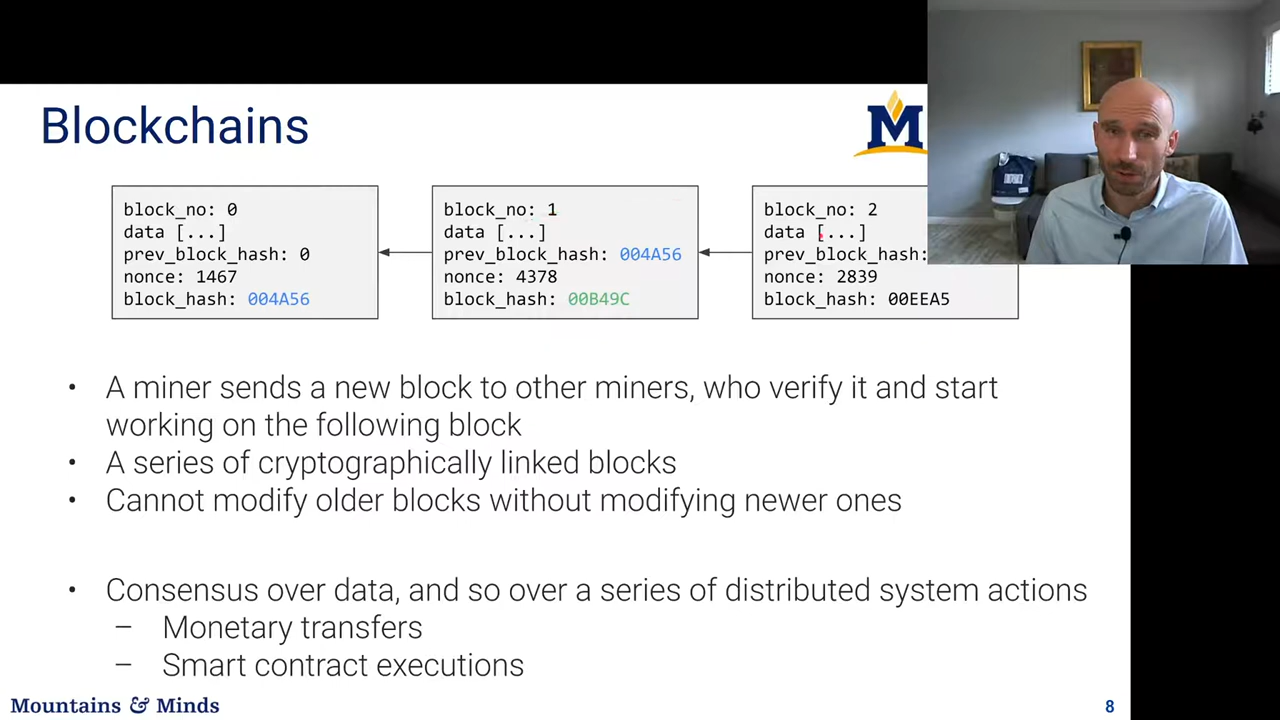 Blockchains
M
block_no: 0
data [...]
prev_block_hash: 0
nonce: 1467
block_hash: 004A56
block_no: 1
data [...]
prev_block_hash: 004A56
nonce: 4378
block_hash: 00B49C
block_no: 2
data [...]
prev_block_hash:
nonce: 2839
block_hash: 00EEA5
• A miner sends a new block to other miners, who verify it and start
working on the following block
• A series of cryptographically linked blocks
• Cannot modify older blocks without modifying newer ones
• Consensus over data, and so over a series of distributed system actions
– Monetary transfers
– Smart contract executions
Mountains & Minds
8